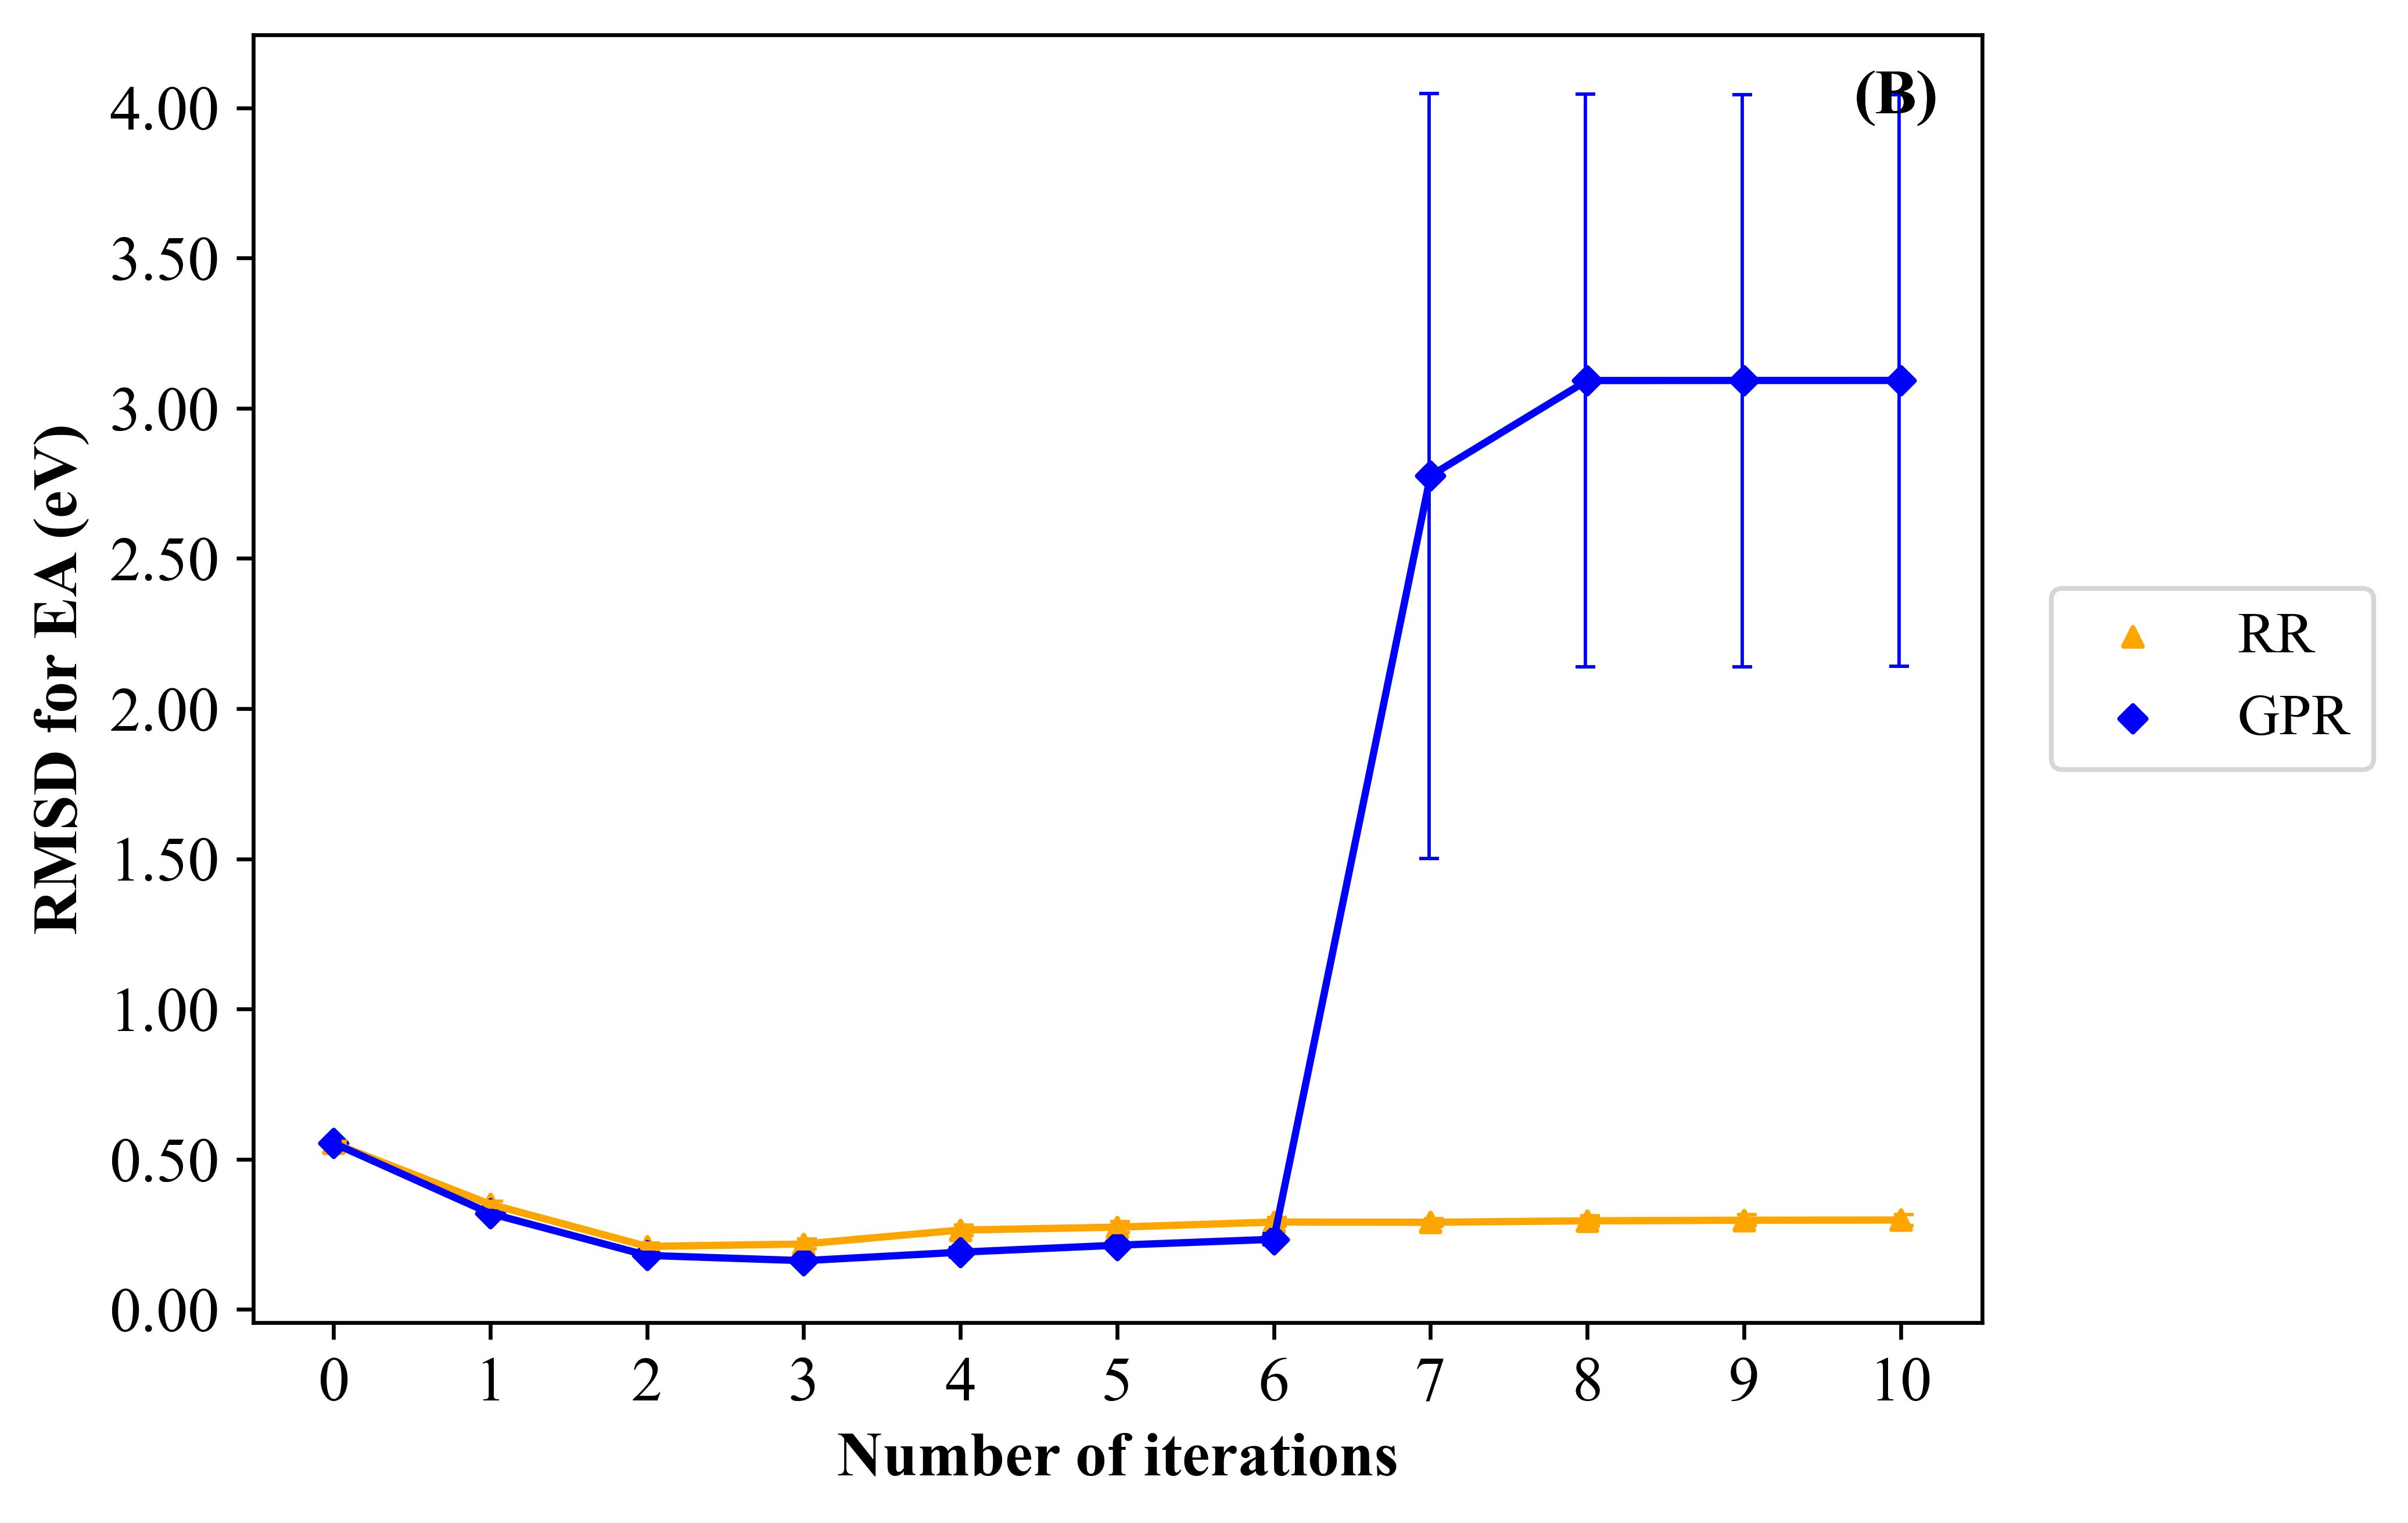 (B)
4.00
3.50
3.00
2.50
2.00
1.50
1.00
0.50
0.00
RMSD for EA (eV)
0 1 2 3 4 5 6 7 8 9 10
Number of iterations
RR
GPR